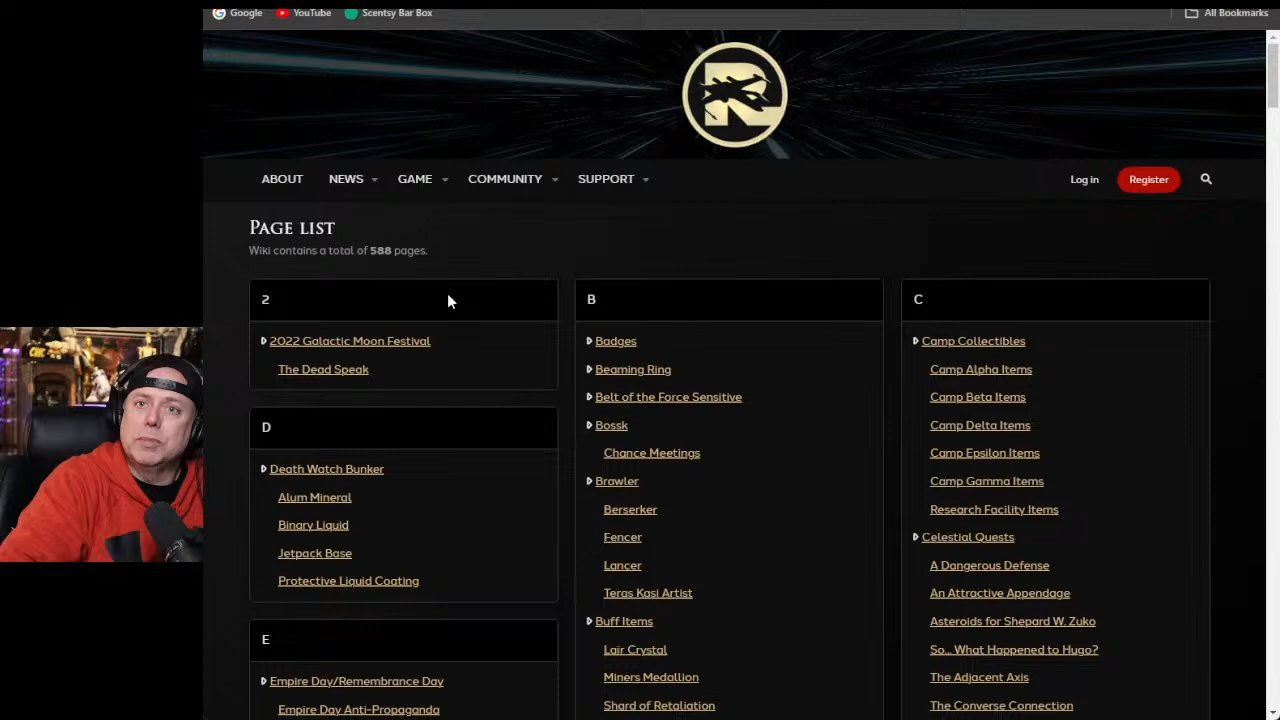 Google YouTube Scentsy Bar Box All Bookmarks
R
ABOUT NEWS GAME COMMUNITY SUPPORT Log in Register
Page list
Wiki contains a total of 588 pages.
2
2022 Galactic Moon Festival
The Dead Speak
D
Death Watch Bunker
Alum Mineral
Binary Liquid
Jetpack Base
Protective Liquid Coating
E
Empire Day/Remembrance Day
Empire Day Anti-Propaganda
B
Badges
Beaming Ring
Belt of the Force Sensitive
Bossk
Chance Meetings
Brawler
Berserker
Fencer
Lancer
Teras Kasi Artist
Buff Items
Lair Crystal
Miners Medallion
Shard of Retaliation
C
Camp Collectibles
Camp Alpha Items
Camp Beta Items
Camp Delta Items
Camp Epsilon Items
Camp Gamma Items
Research Facility Items
Celestial Quests
A Dangerous Defense
An Attractive Appendage
Asteroids for Shepard W. Zuko
So... What Happened to Hugo?
The Adjacent Axis
The Converse Connection